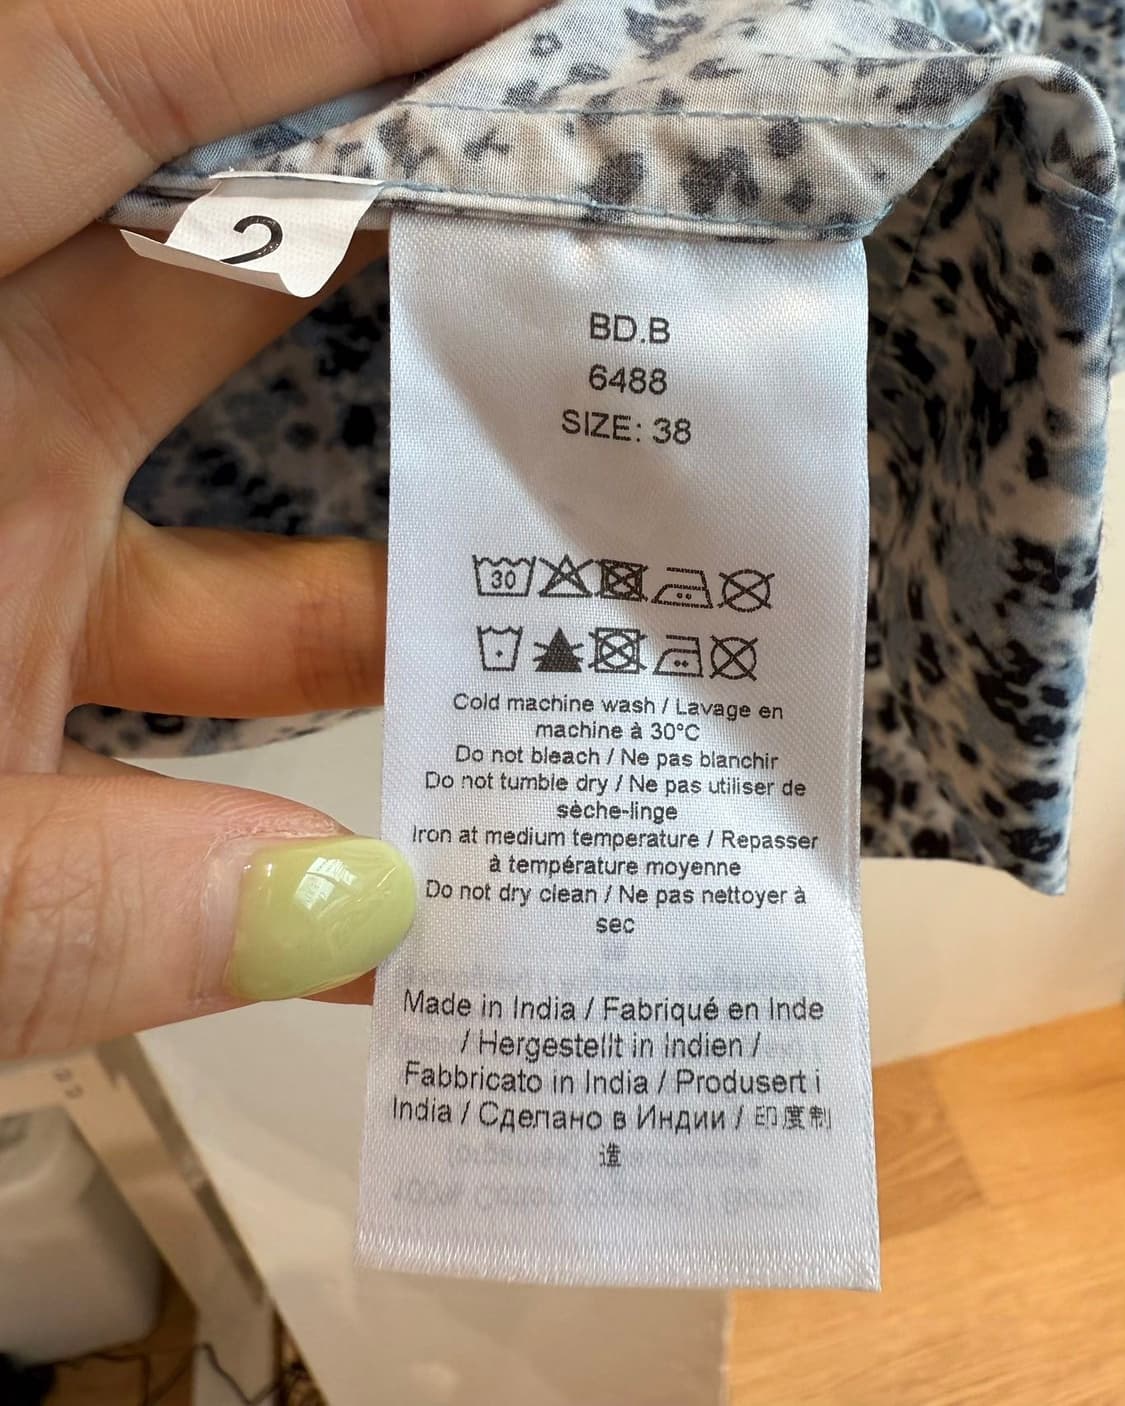 2
BD.B
6488
SIZE: 38
30
Cold machine wash / Lavage en
machine à 30°C
Do not bleach / Ne pas blanchir
Do not tumble dry / Ne pas utiliser de
sèche-linge
Iron at medium temperature / Repasser
à température moyenne
Do not dry clean / Ne pas nettoyer à
sec
Made in India / Fabriqué en Inde
/ Hergestellt in Indien /
Fabbricato in India / Produsert i
India / Сделано в Индии / 印度制
造